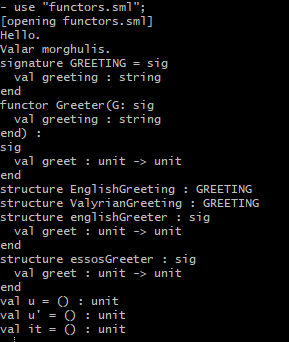 - use "functors.sml";
[opening functors.sml]
Hello.
Valar morghulis.
signature GREETING = sig
  val greeting : string
end
functor Greeter(G: sig
  val greeting : string
end) :
sig
  val greet : unit -> unit
end
structure EnglishGreeting : GREETING
structure ValyrianGreeting : GREETING
structure englishGreeter : sig
  val greet : unit -> unit
end
structure essosGreeter : sig
  val greet : unit -> unit
end
val u = () : unit
val u' = () : unit
val it = () : unit
-